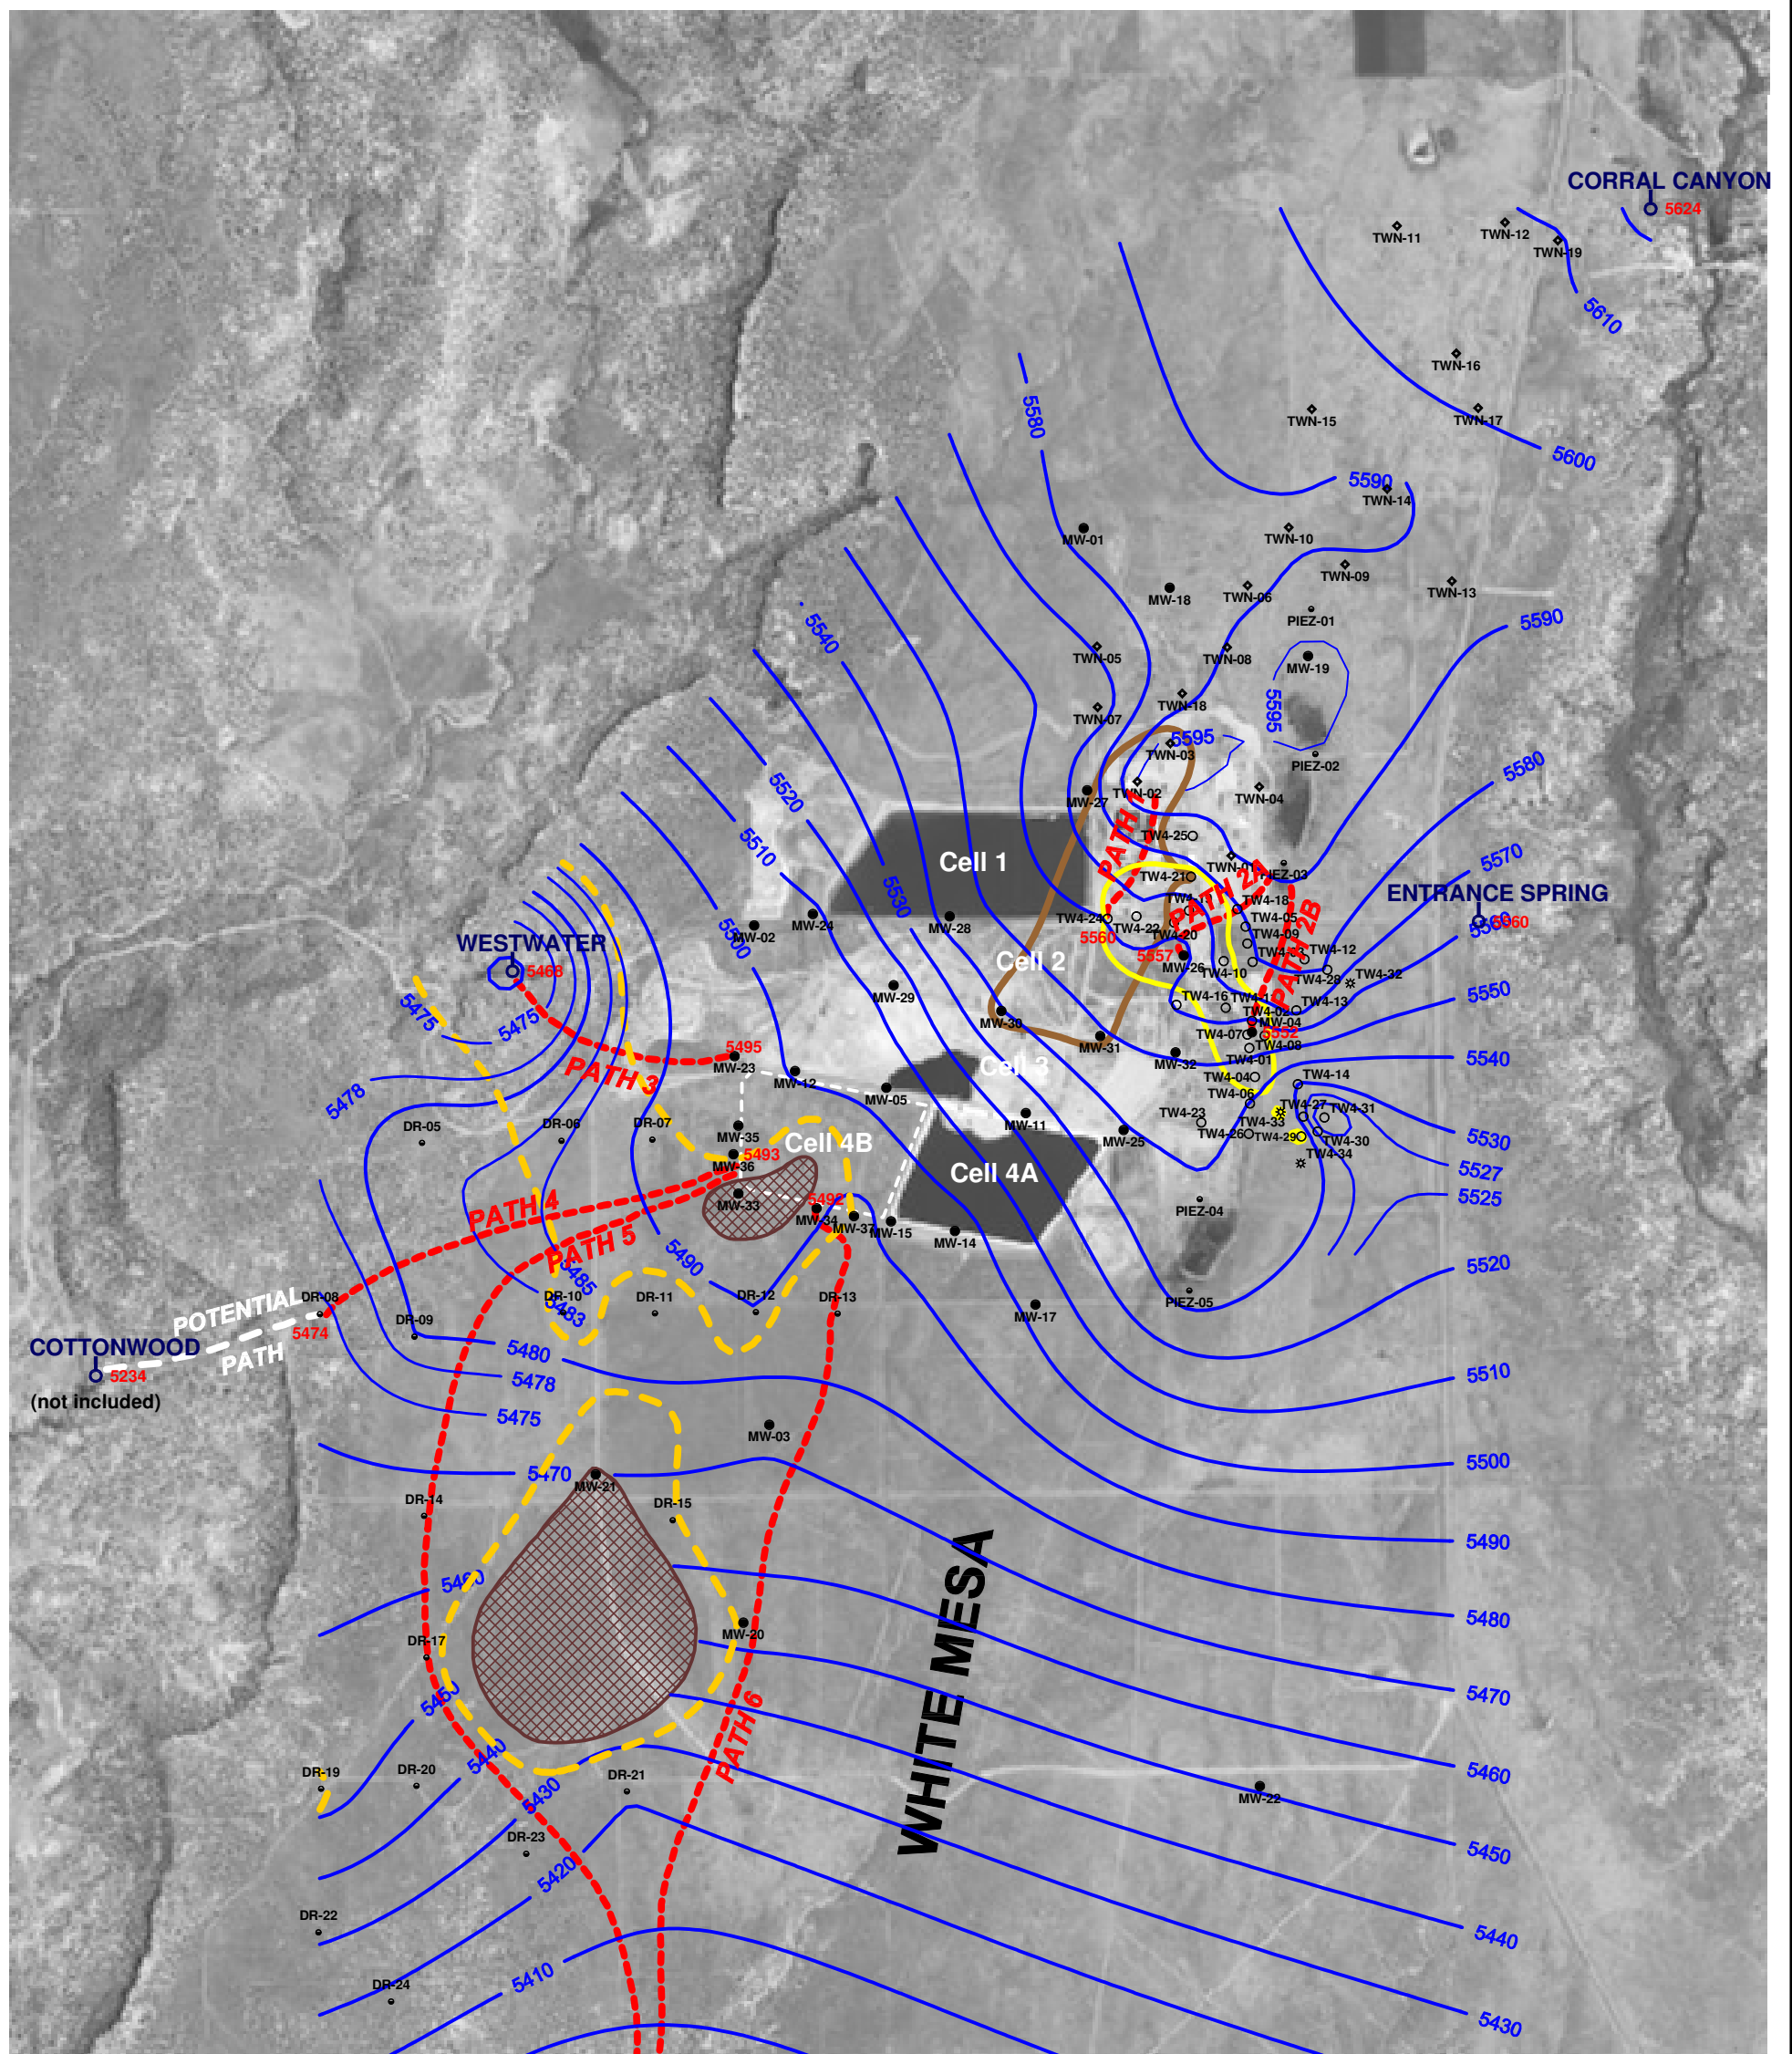 CORRAL CANYON
5624
TWN-11
TWN-12
TWN-19
5610
TWN-16
5580
TWN-15
TWN-17
5600
5590
TWN-14
MW-01
TWN-10
TWN-09
TWN-13
MW-18
TWN-06
PIEZ-01
5590
5540
TWN-05
TWN-08
MW-19
5595
TWN-18
TWN-07
5595
TWN-03
PIEZ-02
5580
5520
MW-27
TWN-02
TWN-04
PATH 1
5510
TW4-25
Cell 1
5570
TWN-01
PIEZ-03
TW4-21
PATH 2A
5530
ENTRANCE SPRING
5560
MW-24
MW-28
TW4-24
TW4-18
TW4-05
PATH 2B
MW-02
5500
TW4-22
TW4-20
TW4-09
5560
WESTWATER
5468
5557
TW4-12
Cell 2
MW-26
TW4-10
TW4-28
TW4-32
MW-29
5550
5475
5475
TW4-16
TW4-13
TW4-02
MW-30
MW-04
5552
TW4-07
TW4-08
MW-31
5495
MW-23
MW-32
TW4-01
5540
Cell 3
PATH 3
MW-12
TW4-04
TW4-14
5478
MW-05
TW4-06
TW4-27
TW4-31
MW-11
TW4-23
TW4-33
DR-05
DR-06
DR-07
MW-35
Cell 4B
MW-25
TW4-26
TW4-29
TW4-30
5530
TW4-34
5493
MW-36
Cell 4A
5527
5525
MW-33
PATH 4
MW-34
MW-37
MW-15
MW-14
PIEZ-04
PATH 5
5490
5485
5520
POTENTIAL
DR-08
DR-10
5483
DR-11
DR-12
DR-13
PIEZ-05
MW-17
5474
DR-09
PATH
COTTONWOOD
5234
(not included)
5480
5478
5510
5475
MW-03
5500
5470
MW-21
DR-14
DR-15
5490
WHITE MESA
5460
5480
DR-17
MW-20
5450
5470
PATH 6
5440
DR-19
DR-20
DR-21
5460
5430
MW-22
DR-23
5450
5420
DR-22
5440
5410
DR-24
5430